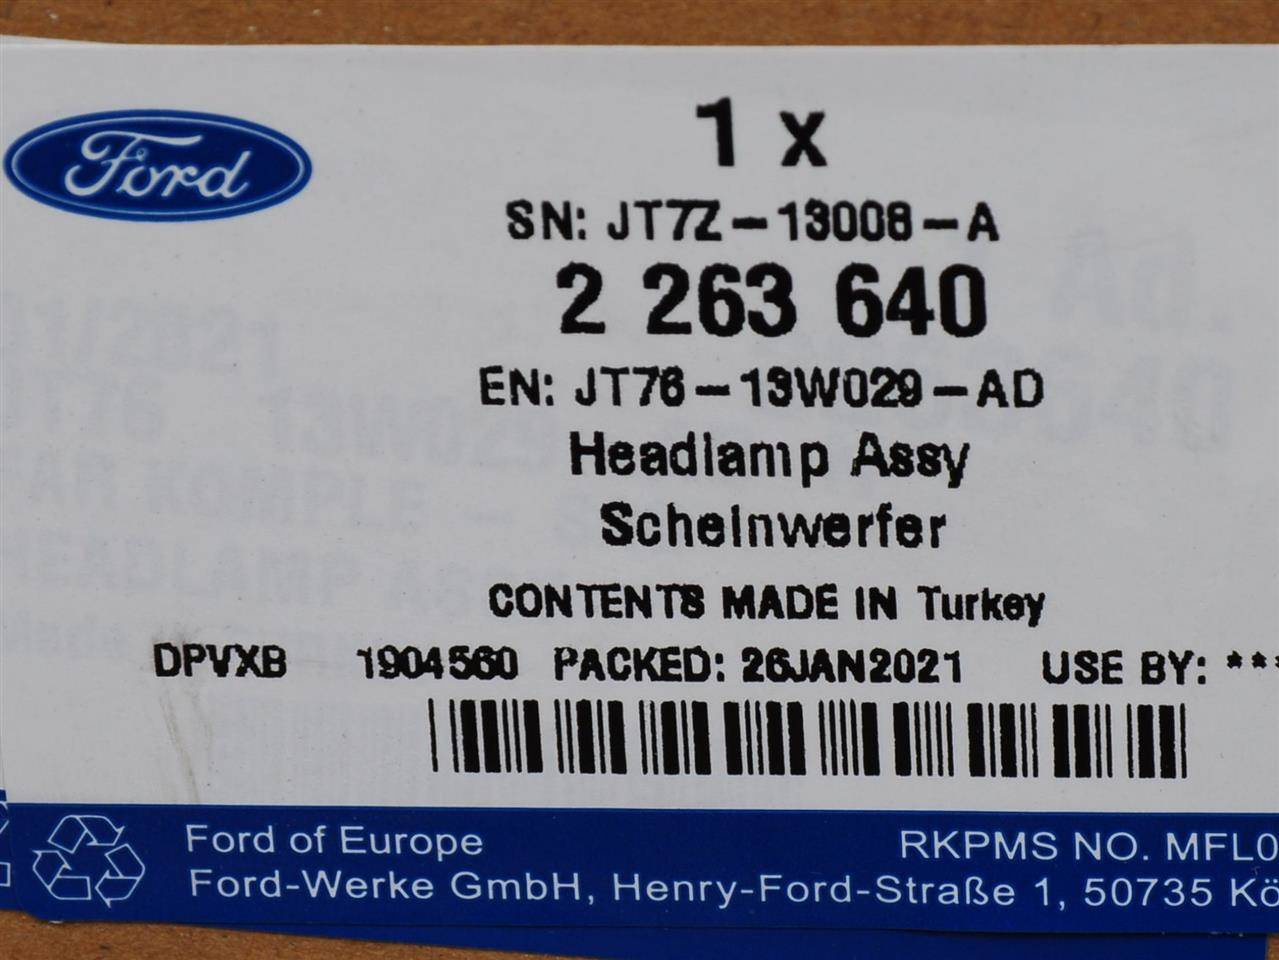 Ford
1 x
SN: JT7Z-13008-A
2 263 640
EN: JT76-13W029-AD
Headlamp Assy
Scheinwerfer
CONTENTS MADE IN Turkey
DPVXB 1904560 PACKED: 26JAN2021 USE BY: ***
Ford of Europe RKPMS NO. MFL0
Ford-Werke GmbH, Henry-Ford-Straße 1, 50735 Kö